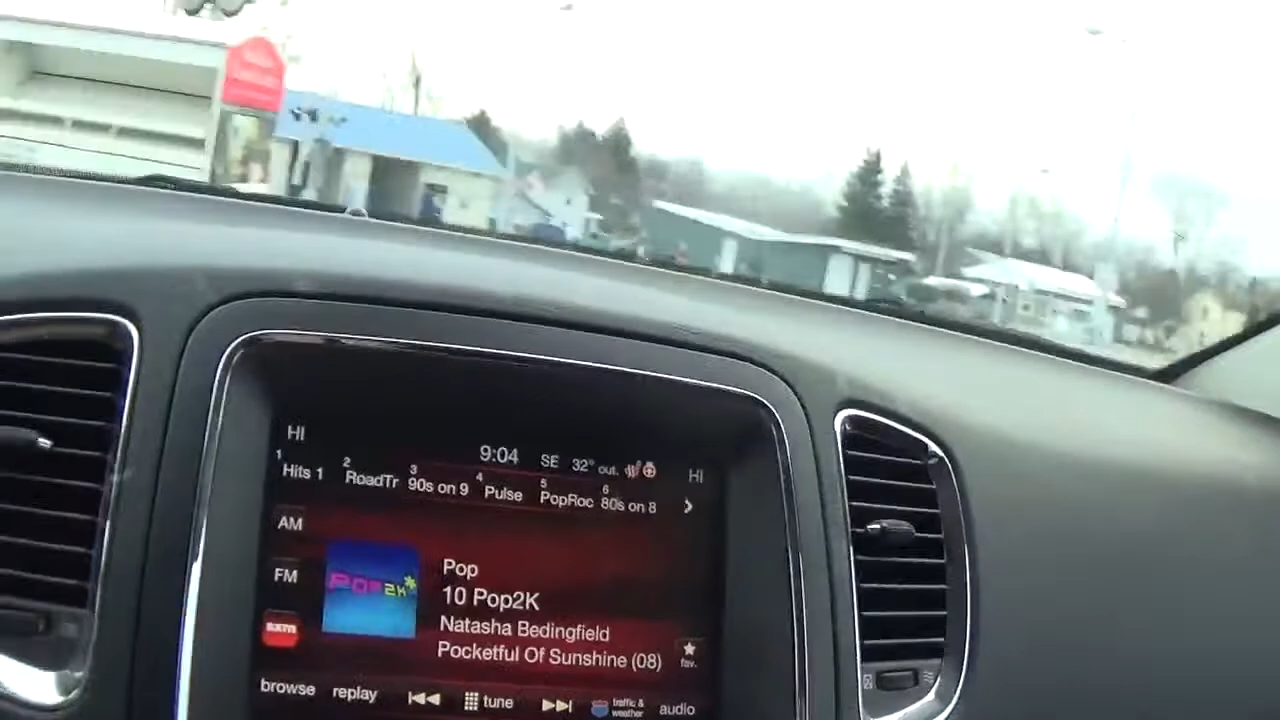 HI
9:04 SE 32° out. HI
1 Hits 1 2 RoadTr 3 90s on 9 4 Pulse 5 PopRoc 6 80s on 8
AM
FM
sxm
POP2K
Pop
10 Pop2K
Natasha Bedingfield
Pocketful Of Sunshine (08)
fav.
browse replay tune traffic & weather audio